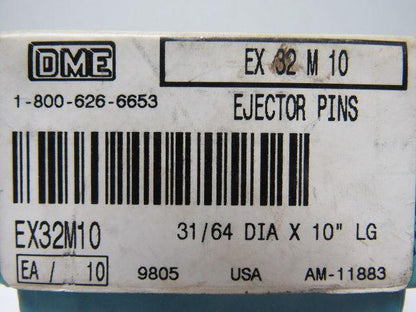 DME
EX 32 M 10
1-800-626-6653
EJECTOR PINS
EX32M10
31/64 DIA X 10" LG
EA / 10
9805
USA
AM-11883